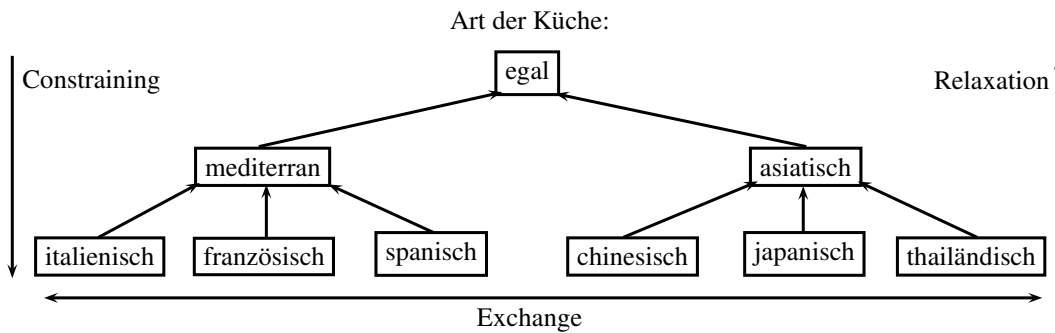 Art der Küche:
egal
Constraining
Relaxation
mediterran
asiatisch
italienisch
französisch
spanisch
chinesisch
japanisch
thailändisch
Exchange